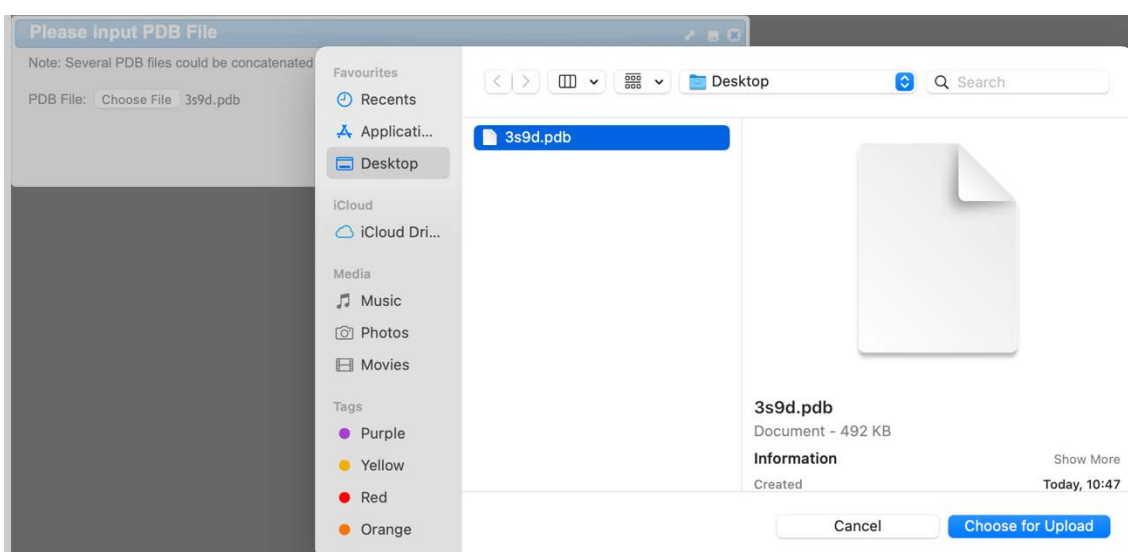 Please input PDB File
Note: Several PDB files could be concatenated
PDB File: Choose File 3s9d.pdb
Favourites
Recents
Applicati...
Desktop
iCloud
iCloud Dri...
Media
Music
Photos
Movies
Tags
Purple
Yellow
Red
Orange
Desktop
Search
3s9d.pdb
3s9d.pdb
Document - 492 KB
Information Show More
Created Today, 10:47
Cancel Choose for Upload